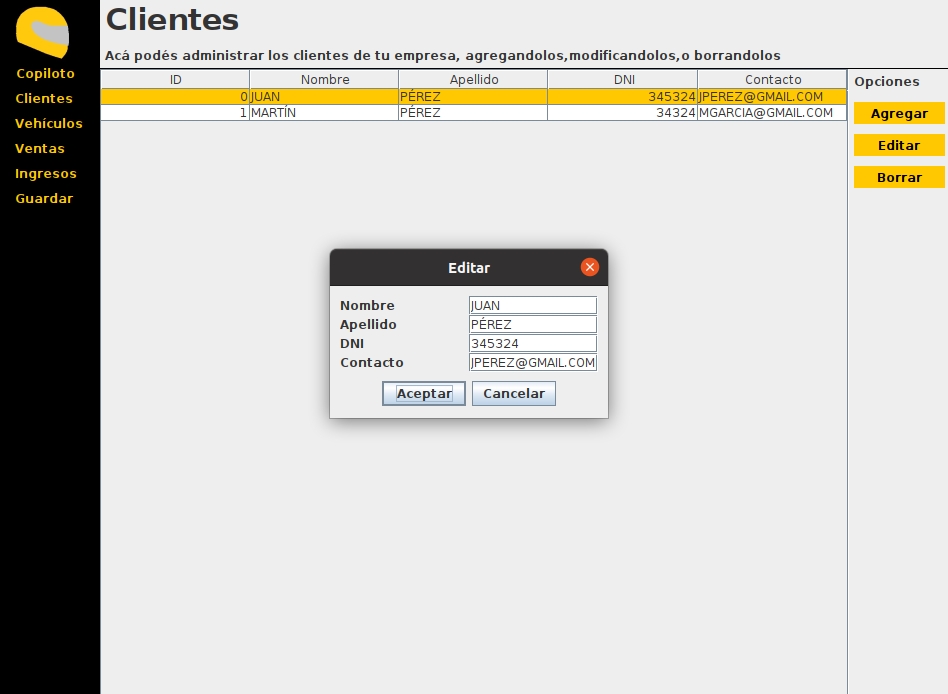 Clientes
Acá podés administrar los clientes de tu empresa, agregandolos,modificandolos,o borrandolos
Copiloto
Clientes
Vehículos
Ventas
Ingresos
Guardar
ID Nombre Apellido DNI Contacto
0 JUAN PÉREZ 345324 JPEREZ@GMAIL.COM
1 MARTÍN PÉREZ 34324 MGARCIA@GMAIL.COM
Opciones
Agregar
Editar
Borrar
Editar
Nombre JUAN
Apellido PÉREZ
DNI 345324
Contacto JPEREZ@GMAIL.COM
Aceptar Cancelar